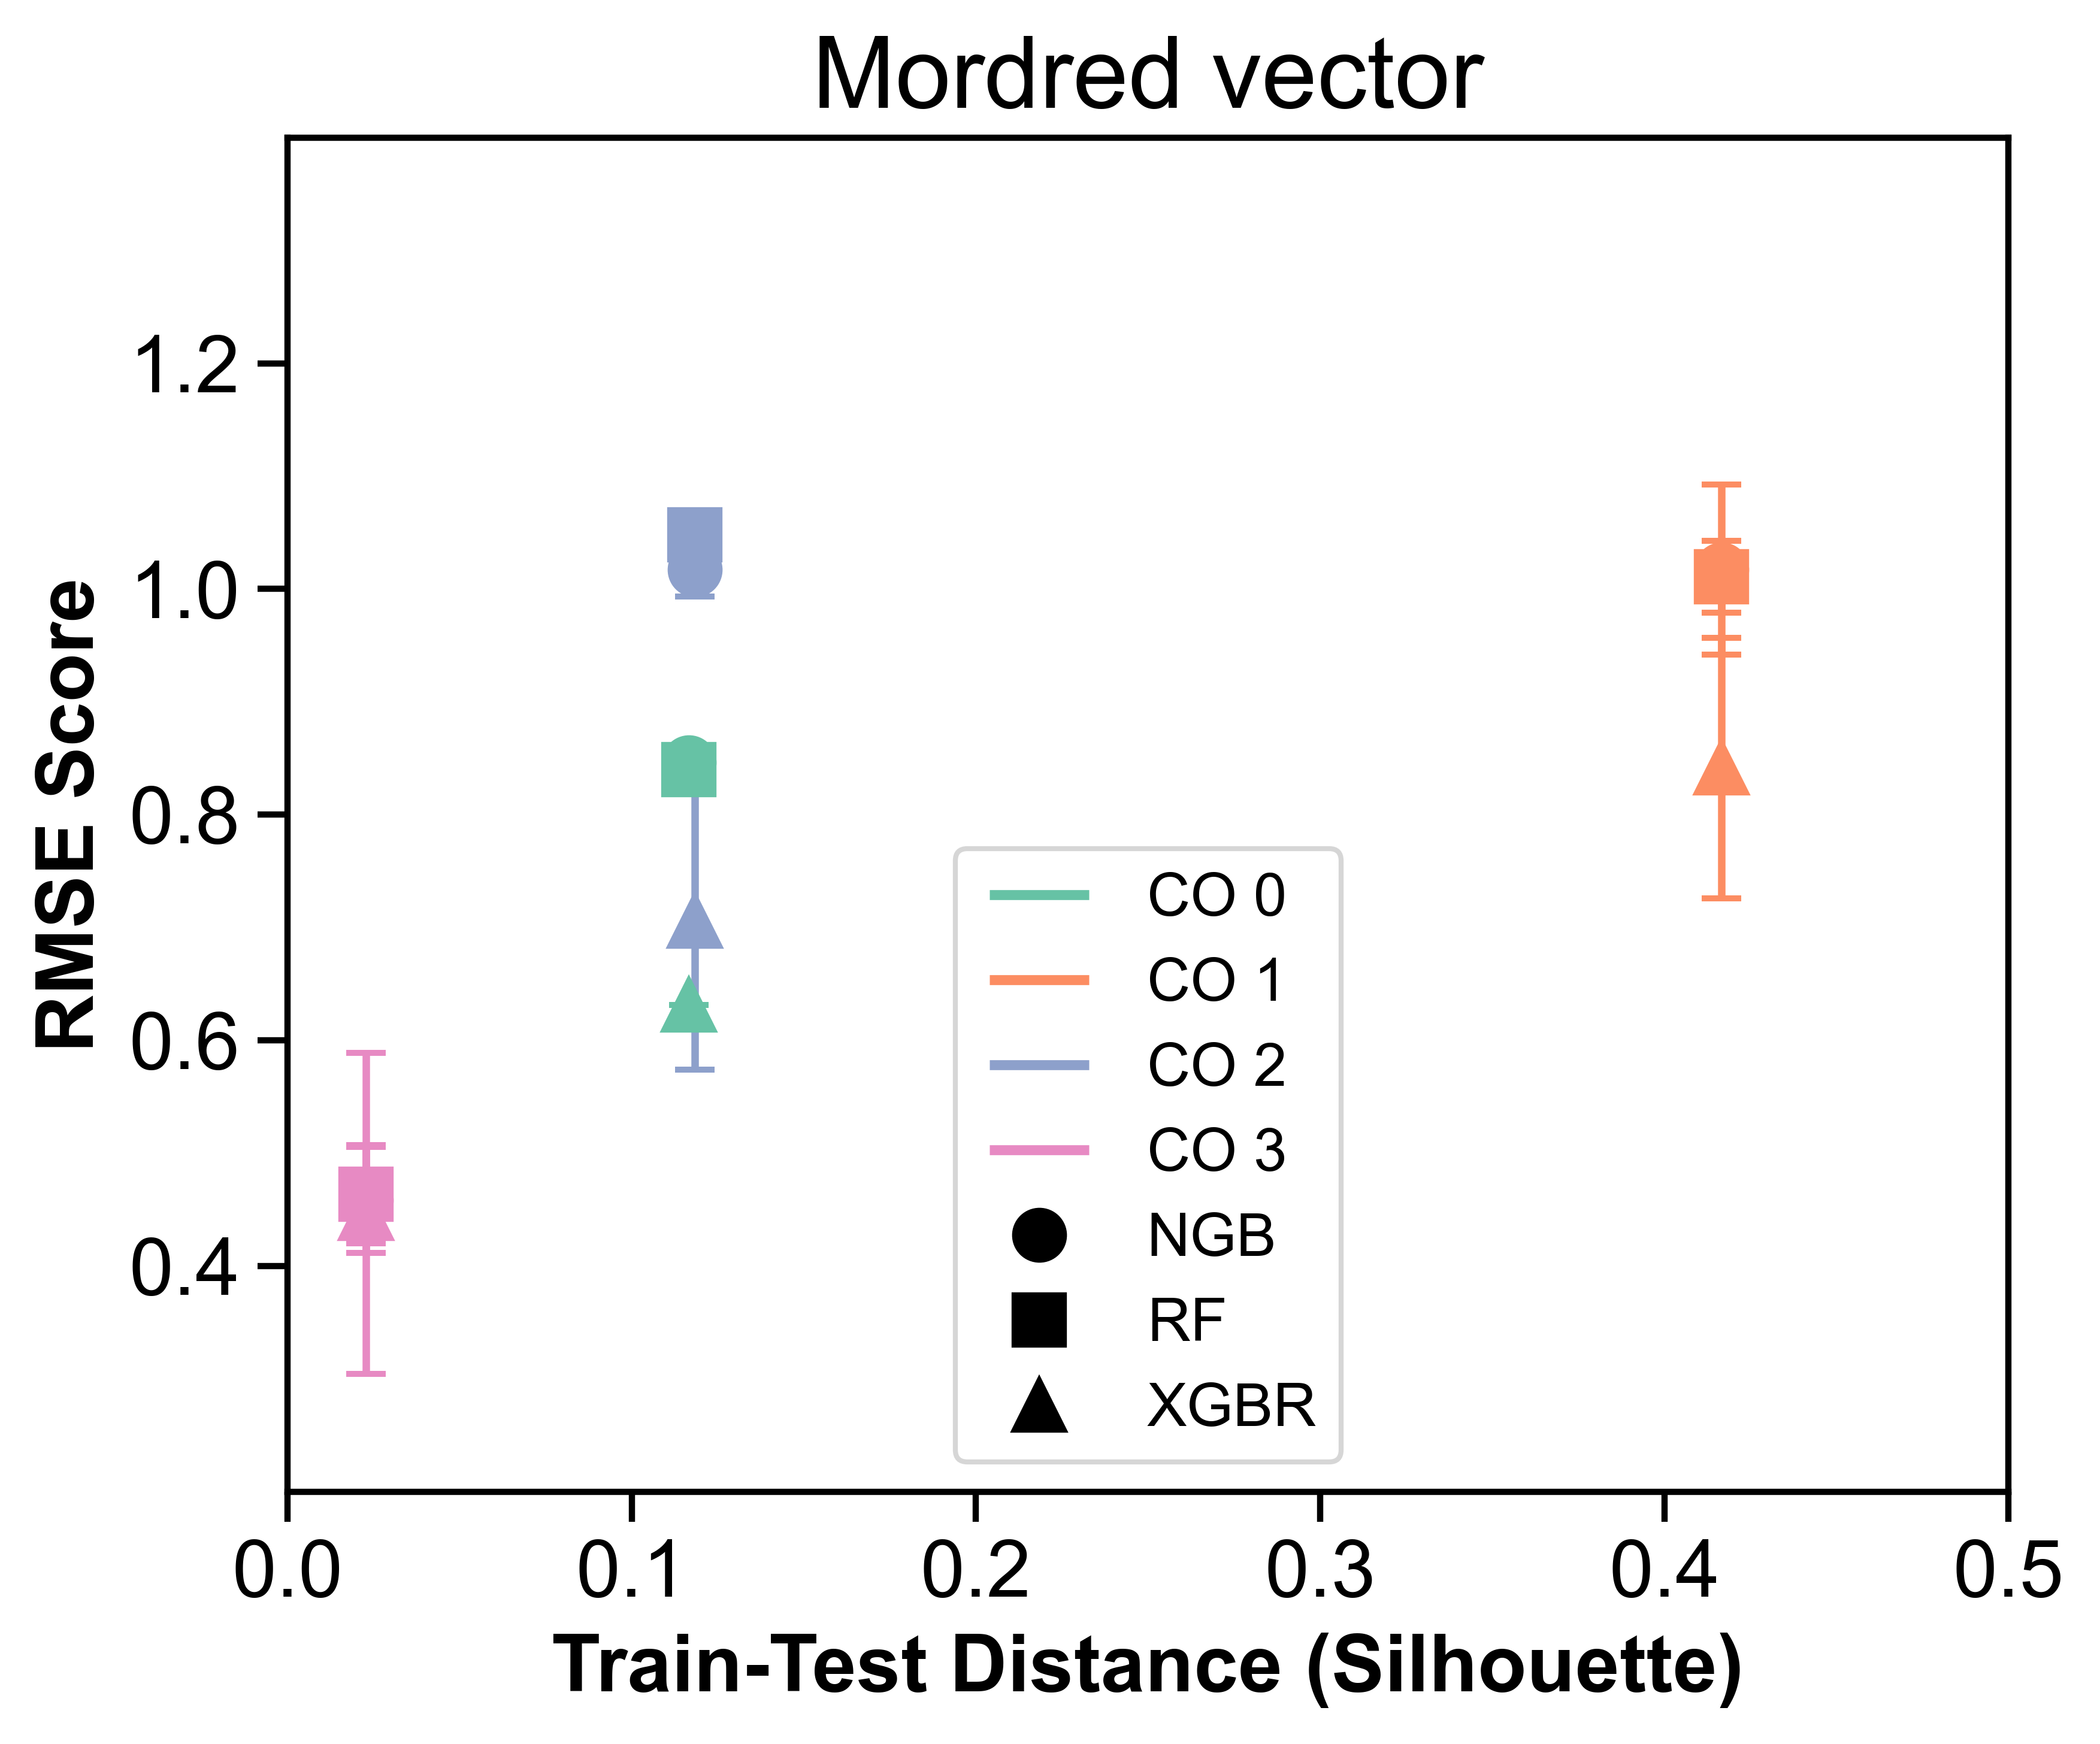 Mordred vector
RMSE Score
1.2
1.0
0.8
0.6
0.4
CO 0
CO 1
CO 2
CO 3
NGB
RF
XGBR
0.0 0.1 0.2 0.3 0.4 0.5
Train-Test Distance (Silhouette)